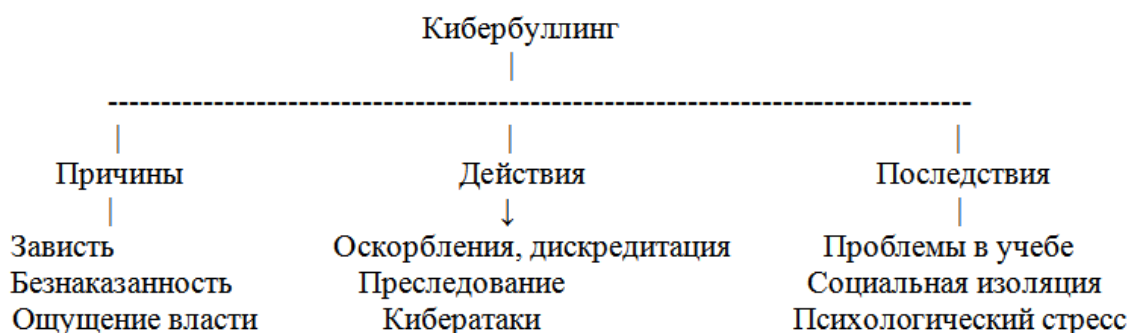 Кибербуллинг
Причины Действия Последствия
Зависть Оскорбления, дискредитация Проблемы в учебе
Безнаказанность Преследование Социальная изоляция
Ощущение власти Кибератаки Психологический стресс